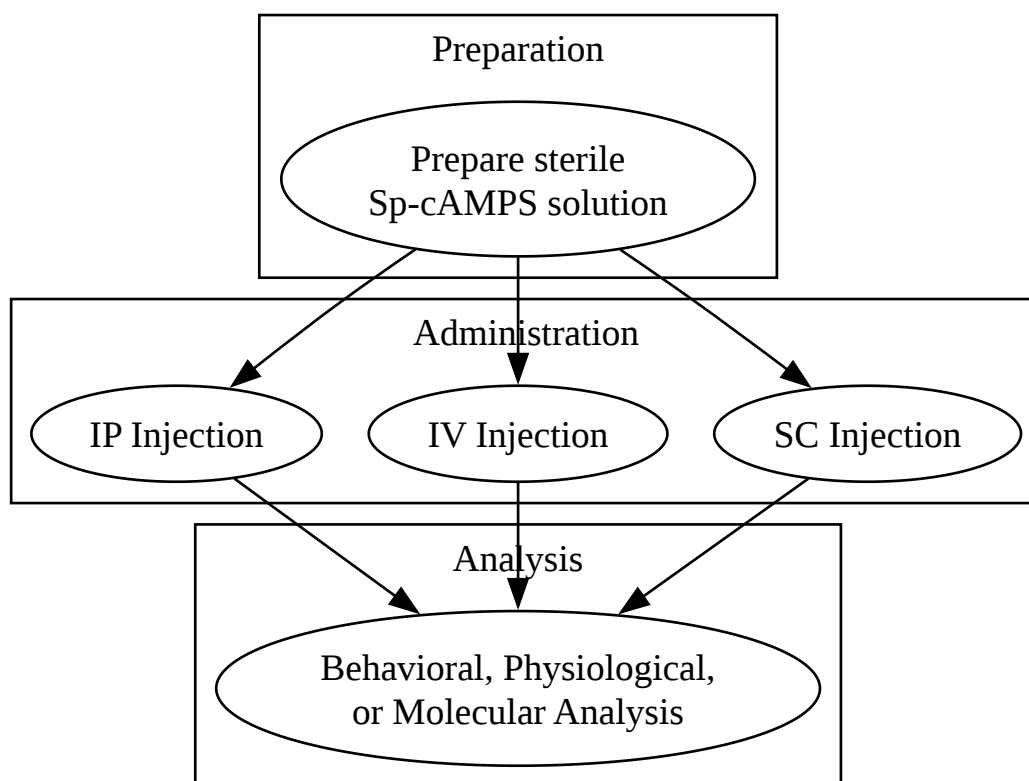 Preparation
Prepare sterile
Sp-cAMPS solution
Administration
IP Injection
IV Injection
SC Injection
Analysis
Behavioral, Physiological,
or Molecular Analysis